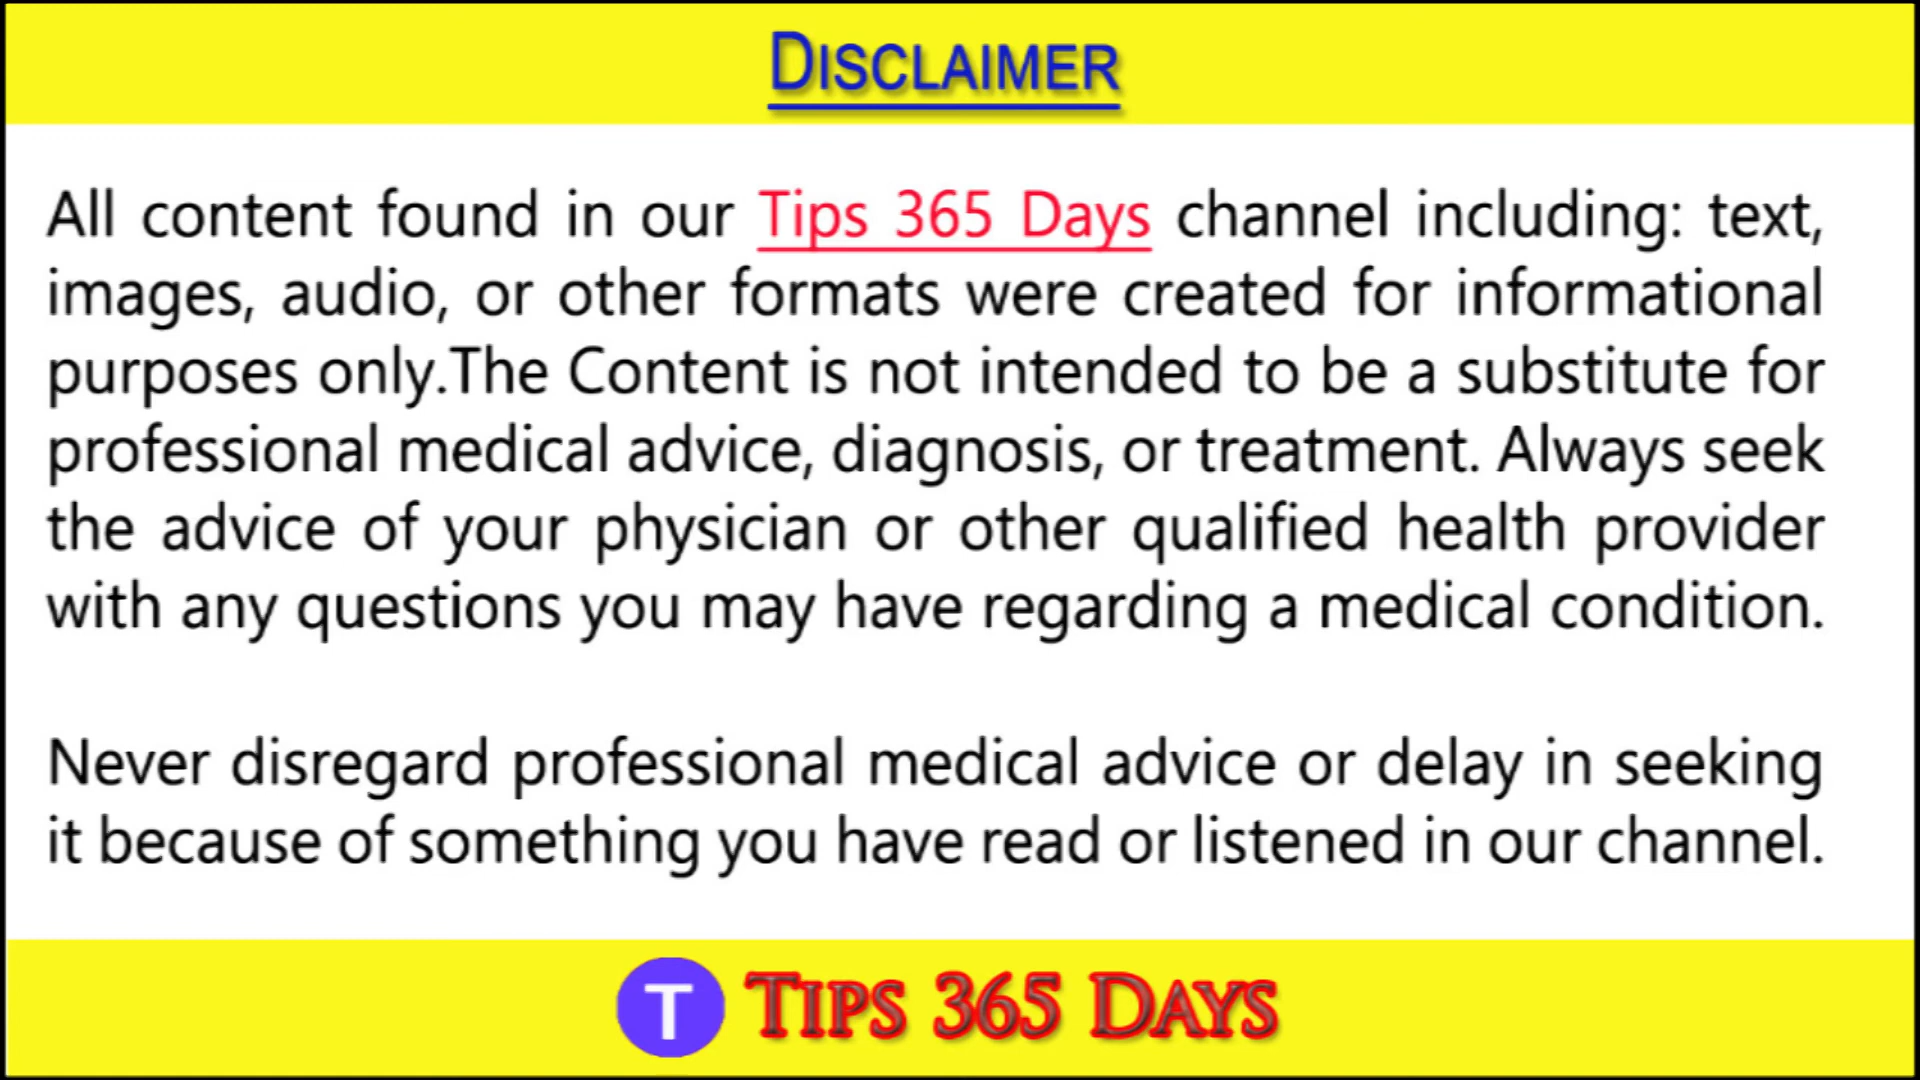 DISCLAIMER
All content found in our Tips 365 Days channel including: text,
images, audio, or other formats were created for informational
purposes only.The Content is not intended to be a substitute for
professional medical advice, diagnosis, or treatment. Always seek
the advice of your physician or other qualified health provider
with any questions you may have regarding a medical condition.
Never disregard professional medical advice or delay in seeking
it because of something you have read or listened in our channel.
T TIPS 365 DAYS